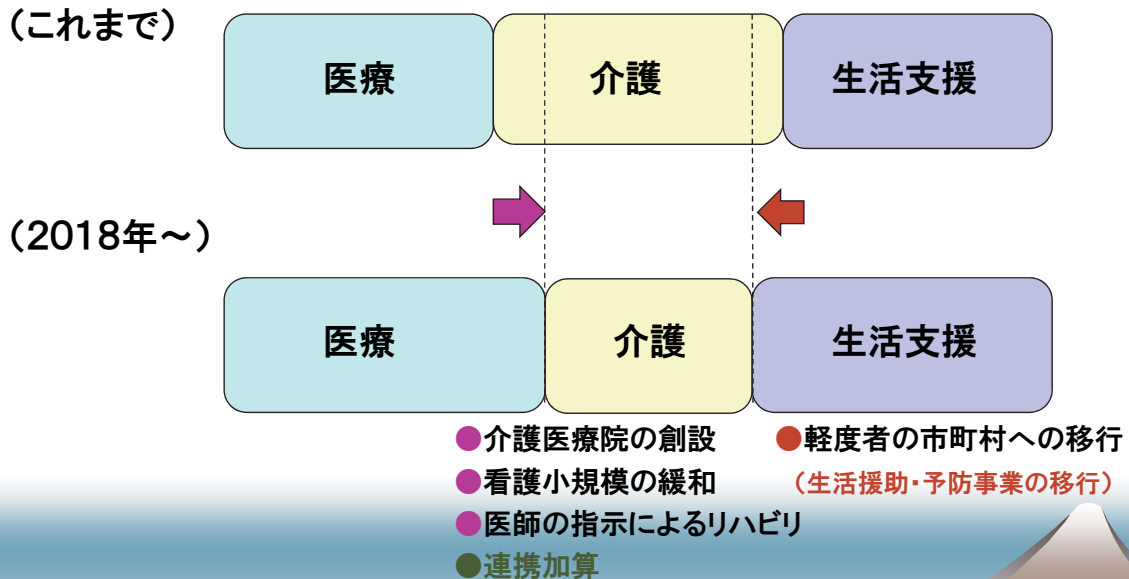 (これまで)
医療 介護 生活支援
(2018年~)
医療 介護 生活支援
●介護医療院の創設
●看護小規模の緩和
●医師の指示によるリハビリ
●連携加算
●軽度者の市町村への移行
(生活援助・予防事業の移行)